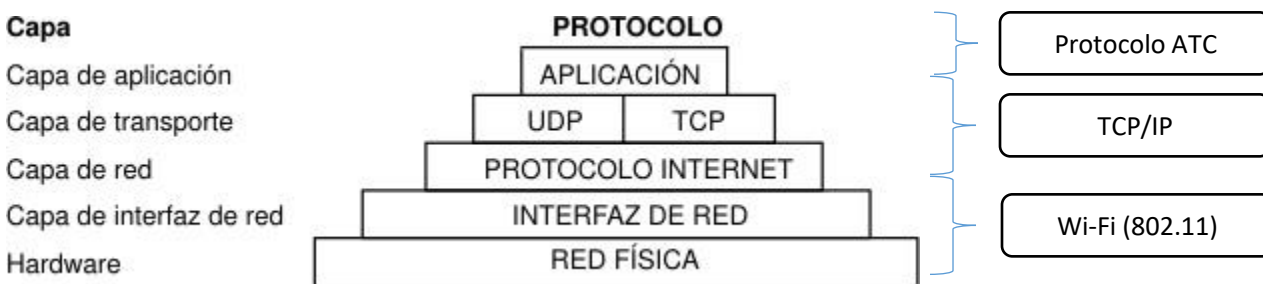 Capa PROTOCOLO
Capa de aplicación APLICACIÓN
Capa de transporte UDP TCP
Capa de red PROTOCOLO INTERNET
Capa de interfaz de red INTERFAZ DE RED
Hardware RED FÍSICA
Protocolo ATC
TCP/IP
Wi-Fi (802.11)